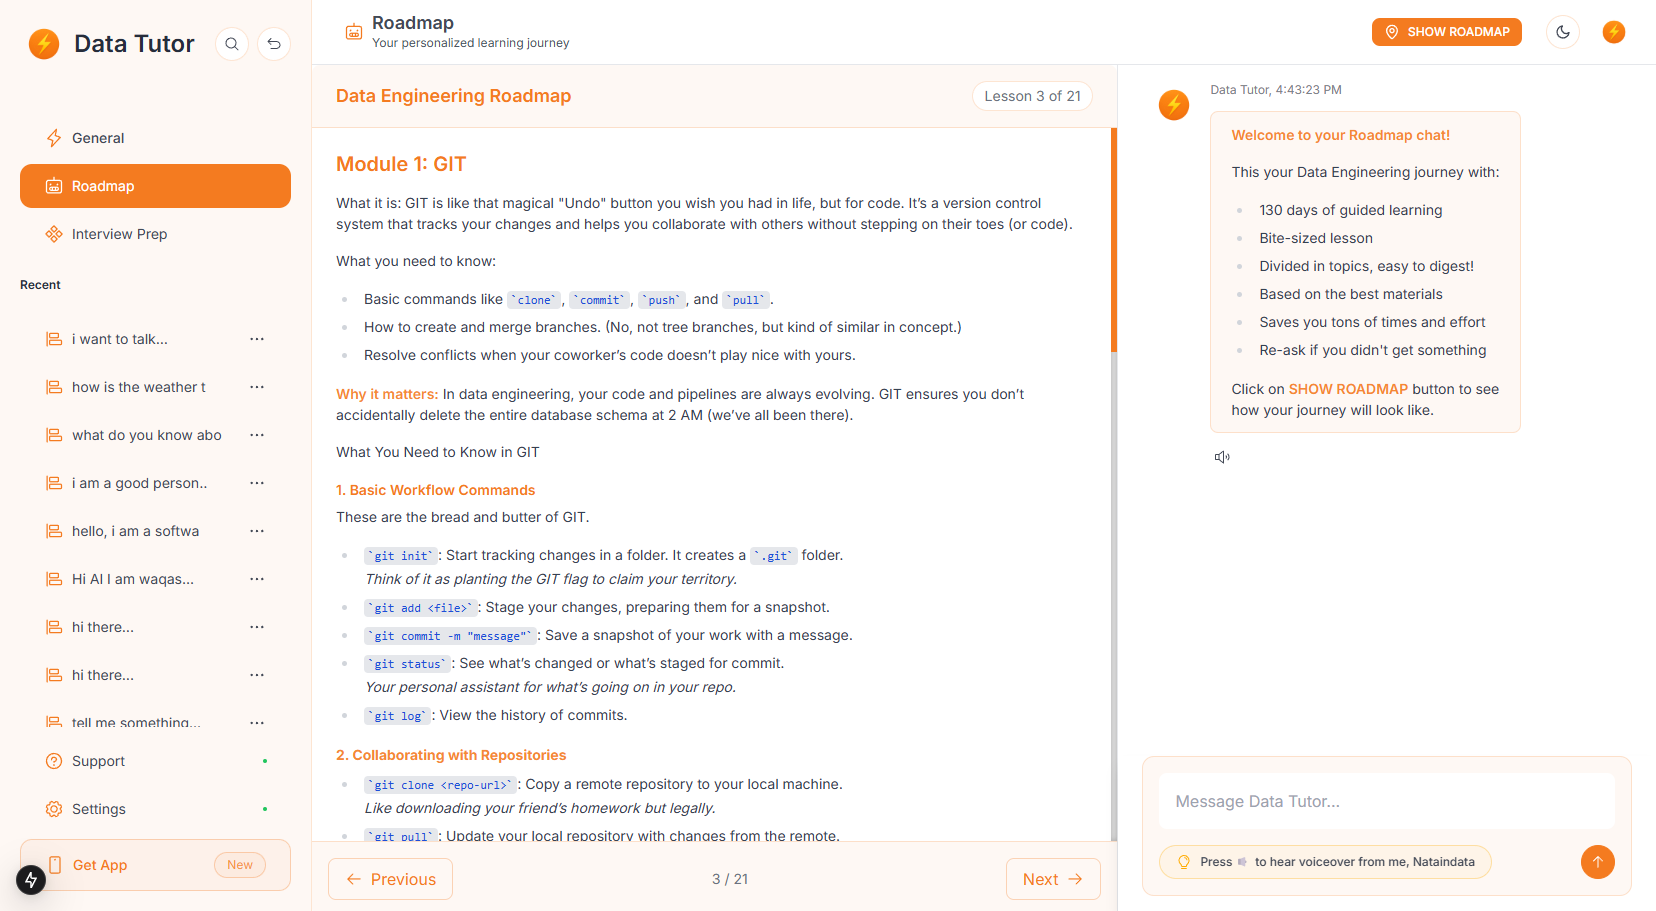 Data Tutor
General
Roadmap
Interview Prep
Recent
i want to talk...
how is the weather t
what do you know abo
i am a good person..
hello, i am a softwa
Hi AI I am waqas...
hi there...
hi there...
tell me something...
Support
Settings
Get App
New
Roadmap
Your personalized learning journey
SHOW ROADMAP
Data Engineering Roadmap
Lesson 3 of 21
Module 1: GIT
What it is: GIT is like that magical "Undo" button you wish you had in life, but for code. It’s a version control
system that tracks your changes and helps you collaborate with others without stepping on their toes (or code).
What you need to know:
Basic commands like `clone`, `commit`, `push`, and `pull`.
How to create and merge branches. (No, not tree branches, but kind of similar in concept.)
Resolve conflicts when your coworker’s code doesn’t play nice with yours.
Why it matters: In data engineering, your code and pipelines are always evolving. GIT ensures you don’t
accidentally delete the entire database schema at 2 AM (we’ve all been there).
What You Need to Know in GIT
1. Basic Workflow Commands
These are the bread and butter of GIT.
`git init`: Start tracking changes in a folder. It creates a `.git` folder.
Think of it as planting the GIT flag to claim your territory.
`git add <file>`: Stage your changes, preparing them for a snapshot.
`git commit -m "message"`: Save a snapshot of your work with a message.
`git status`: See what’s changed or what’s staged for commit.
Your personal assistant for what’s going on in your repo.
`git log`: View the history of commits.
2. Collaborating with Repositories
`git clone <repo-url>`: Copy a remote repository to your local machine.
Like downloading your friend’s homework but legally.
`git pull`: Update your local repository with changes from the remote.
Previous
3 / 21
Next
Data Tutor, 4:43:23 PM
Welcome to your Roadmap chat!
This your Data Engineering journey with:
130 days of guided learning
Bite-sized lesson
Divided in topics, easy to digest!
Based on the best materials
Saves you tons of times and effort
Re-ask if you didn't get something
Click on SHOW ROADMAP button to see
how your journey will look like.
Message Data Tutor...
Press to hear voiceover from me, Nataindata